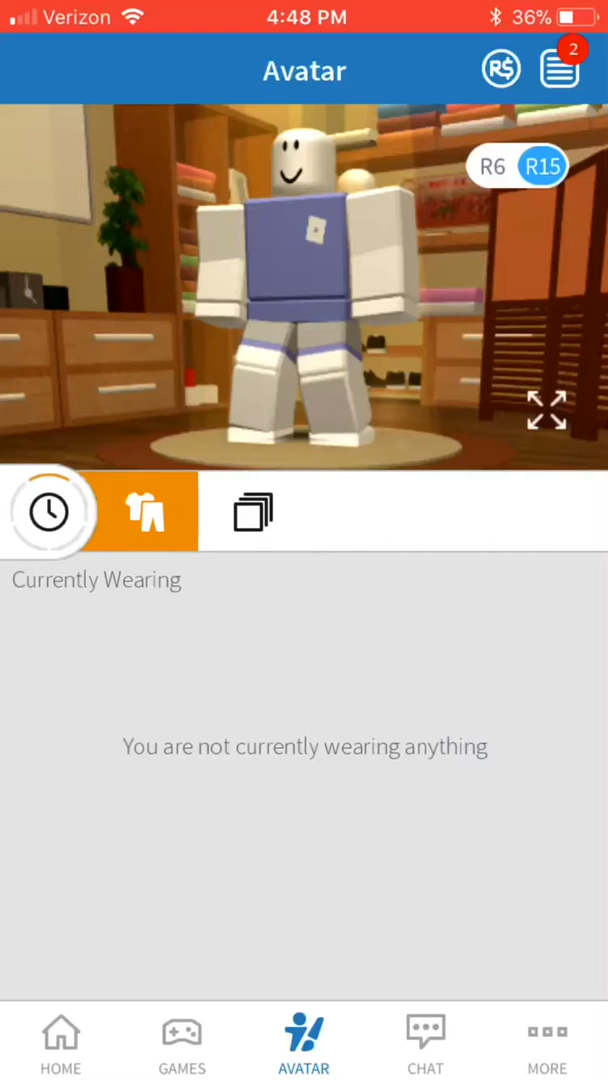 Verizon 4:48 PM 36%
Avatar R$ 2
R6 R15
Currently Wearing
You are not currently wearing anything
HOME GAMES AVATAR CHAT MORE